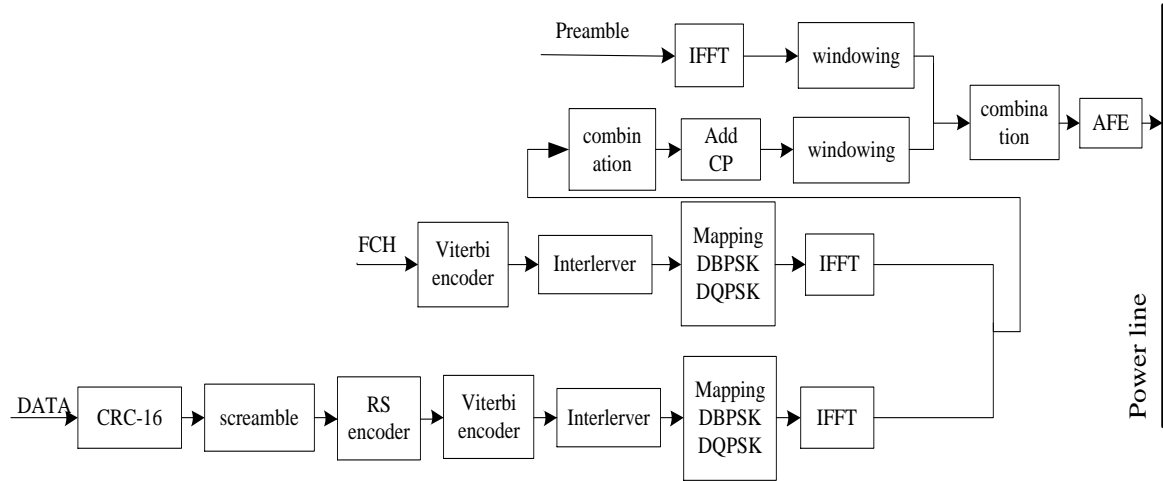 Preamble
IFFT
windowing
combina
tion
AFE
combin
ation
Add
CP
windowing
FCH
Viterbi
encoder
Interlerver
Mapping
DBPSK
DQPSK
IFFT
DATA
CRC-16
screamble
RS
encoder
Viterbi
encoder
Interlerver
Mapping
DBPSK
DQPSK
IFFT
Power line